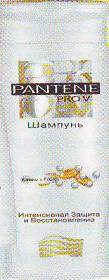 PANTENE
PRO V
Шампунь
Интенсивная Защита
и Восстановление